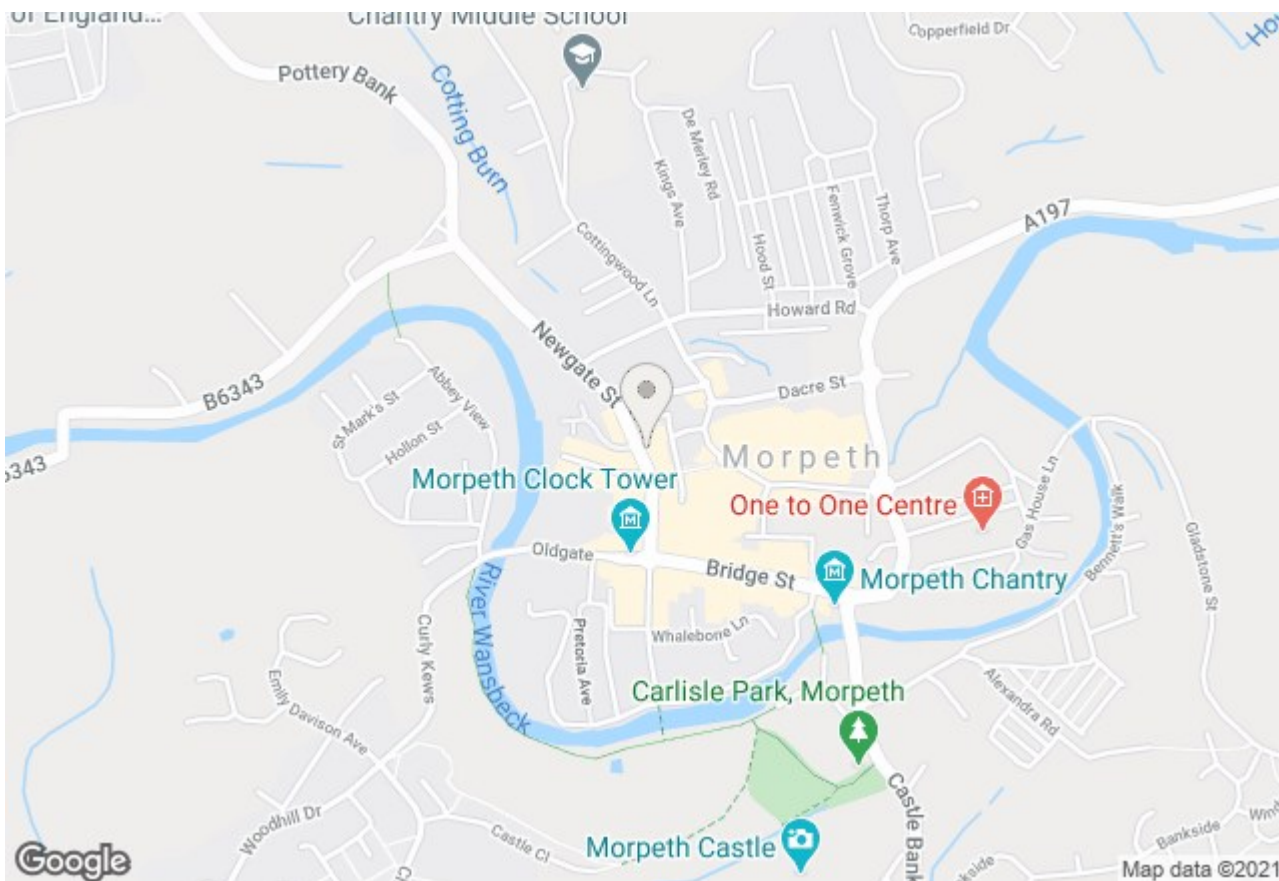 of England...
Chantry Middle School
Copperfield Dr
Pottery Bank
Cotting Burn
De Merley Rd
Kings Ave
Thorp Ave
Fenwick Grove
A197
Cottingwood Ln
Hood St
Howard Rd
Newgate St
B6343
Abbey View
St Mark's St
Hollon St
Dacre St
Morpeth
6343
Morpeth Clock Tower
One to One Centre
Gas House Ln
Bennett's Walk
Gladstone St
Oldgate
Bridge St
Morpeth Chantry
River Wansbeck
Pretoria Ave
Whalebone Ln
Curly Kews
Emily Davison Ave
Carlisle Park, Morpeth
Alexandra Rd
Woodhill Dr
Castle Cl
Castle Bank
Morpeth Castle
Bankside
Google
Map data ©2021